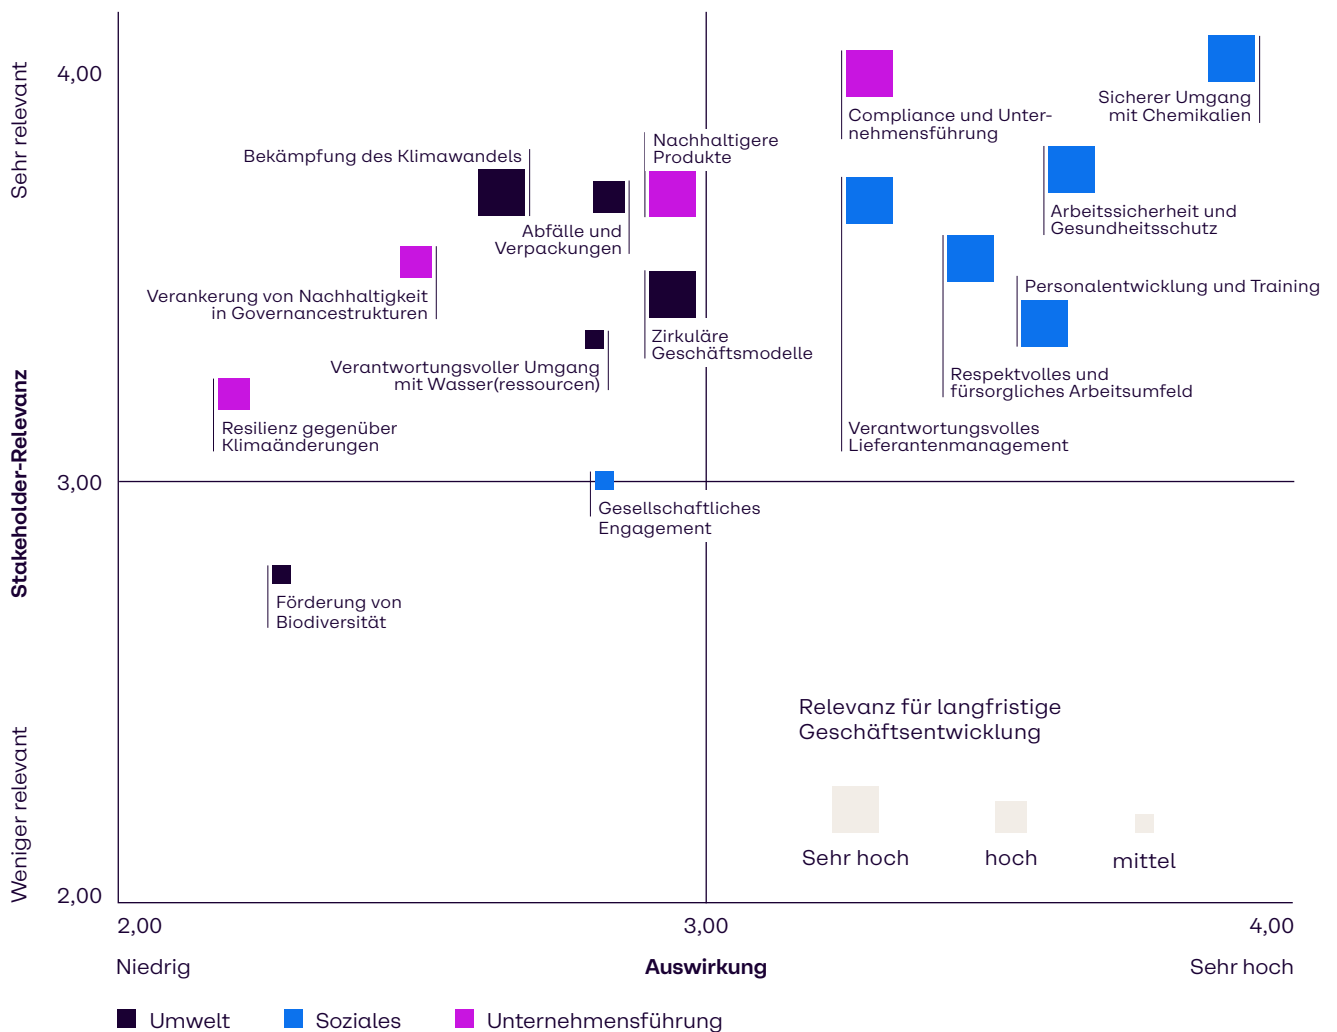 Sehr relevant
4,00
Bekämpfung des Klimawandels
Nachhaltigere
Produkte
Compliance und Unter-
nehmensführung
Sicherer Umgang
mit Chemikalien
Abfälle und
Verpackungen
Arbeitssicherheit und
Gesundheitsschutz
Verankerung von Nachhaltigkeit
in Governancestrukturen
Personalentwicklung und Training
Zirkuläre
Geschäftsmodelle
Verantwortungsvoller Umgang
mit Wasser(ressourcen)
Respektvolles und
fürsorgliches Arbeitsumfeld
Resilienz gegenüber
Klimaänderungen
Verantwortungsvolles
Lieferantenmanagement
Stakeholder-Relevanz
3,00
Gesellschaftliches
Engagement
Förderung von
Biodiversität
Relevanz für langfristige
Geschäftsentwicklung
Sehr hoch
hoch
mittel
Weniger relevant
2,00
2,00
3,00
4,00
Niedrig
Auswirkung
Sehr hoch
Umwelt
Soziales
Unternehmensführung